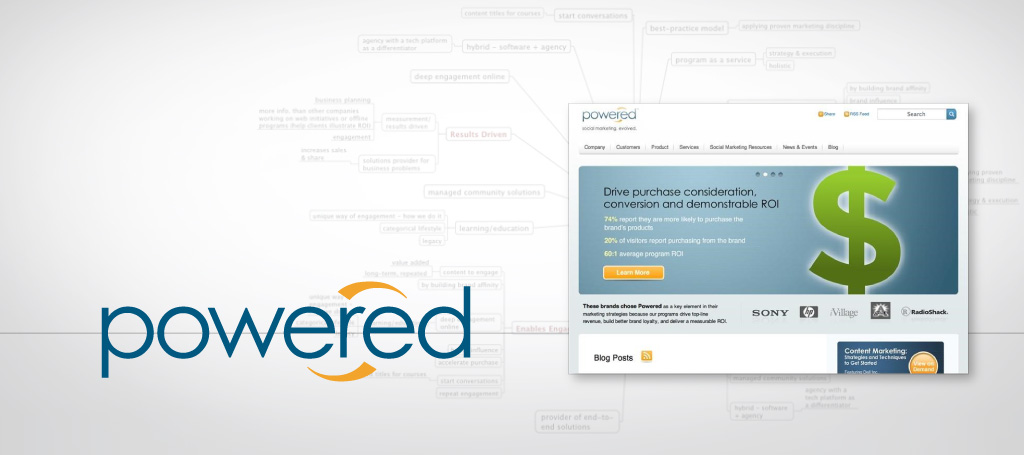 content titles for courses
start conversations
best-practice model
applying proven marketing discipline
agency with a tech platform
as a differentiator
hybrid - software + agency
program as a service
strategy & execution
holistic
deep engagement online
by building brand affinity
brand influence
business planning
more info. than other companies
working on web initiatives or offline
programs (help clients illustrate ROI)
engagement
measurement/
results driven
Results Driven
increases sales
& share
solutions provider for
business problems
managed community solutions
unique way of engagement - how we do it
categorical lifestyle
legacy
learning/education
value added
long-term, repeated
content to engage
by building brand affinity
unique way
online
Enables Enga
influence
accelerate purchase
titles for courses
start conversations
repeat engagement
provider of end-to-
end solutions
powered
powered
social marketing. evolved.
Share
RSS Feed
Search
Company
Customers
Product
Services
Social Marketing Resources
News & Events
Blog
Drive purchase consideration,
conversion and demonstrable ROI
74% report they are more likely to purchase the
brand's products
20% of visitors report purchasing from the brand
60:1 average program ROI
Learn More
$
These brands chose Powered as a key element in their
marketing strategies because our programs drive top-line
revenue, build better brand loyalty, and deliver a measurable ROI.
SONY
hp
iVillage
RadioShack.
Blog Posts
Content Marketing:
Strategies and Techniques
to Get Started
Featuring Dell Inc.
View on
Demand
managed community
hybrid - software
+ agency
agency with a
tech platform as
a differentiator